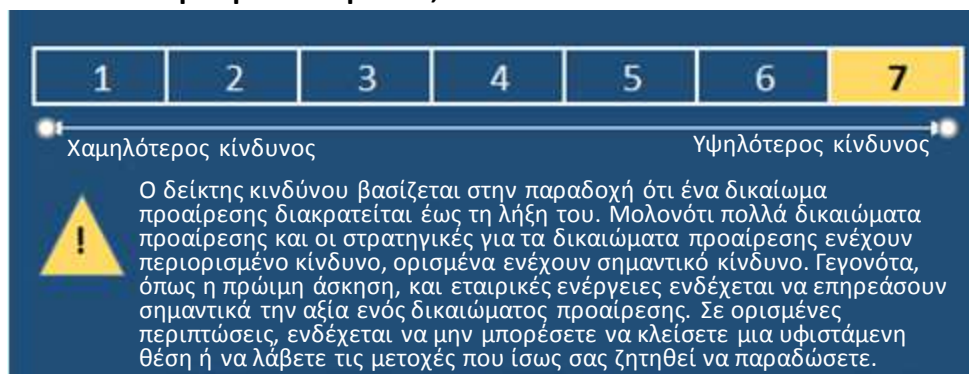 1 2 3 4 5 6 7
Χαμηλότερος κίνδυνος Υψηλότερος κίνδυνος
Ο δείκτης κινδύνου βασίζεται στην παραδοχή ότι ένα δικαίωμα
προαίρεσης διακρατείται έως τη λήξη του. Μολονότι πολλά δικαιώματα
προαίρεσης και οι στρατηγικές για τα δικαιώματα προαίρεσης ενέχουν
περιορισμένο κίνδυνο, ορισμένα ενέχουν σημαντικό κίνδυνο. Γεγονότα,
όπως η πρώιμη άσκηση, και εταιρικές ενέργειες ενδέχεται να επηρεάσουν
σημαντικά την αξία ενός δικαιώματος προαίρεσης. Σε ορισμένες
περιπτώσεις, ενδέχεται να μην μπορέσετε να κλείσετε μια υφιστάμενη
θέση ή να λάβετε τις μετοχές που ίσως σας ζητηθεί να παραδώσετε.